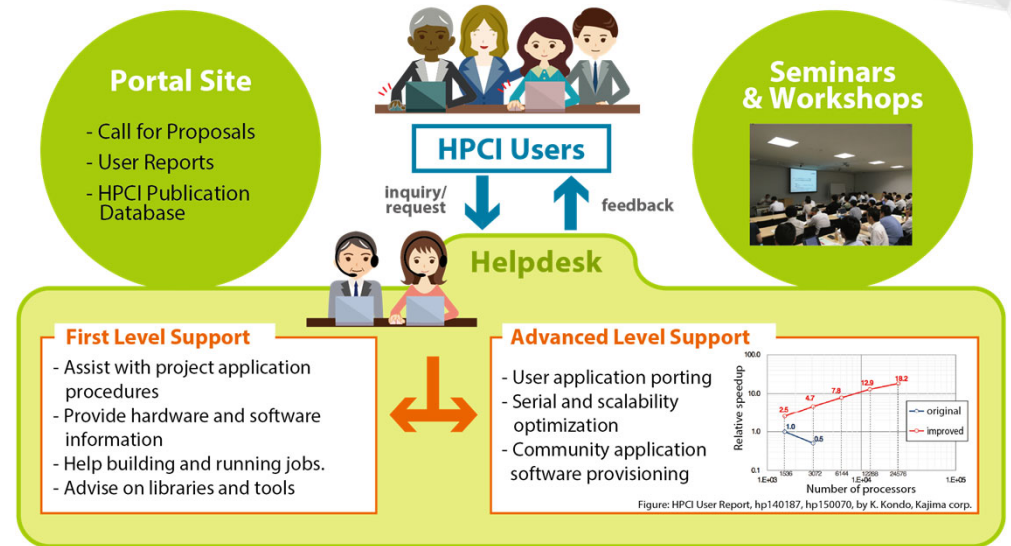 Portal Site
- Call for Proposals
- User Reports
- HPCI Publication
Database
HPCI Users
inquiry/
request
feedback
Seminars
& Workshops
Helpdesk
First Level Support
- Assist with project application
procedures
- Provide hardware and software
information
- Help building and running jobs.
- Advise on libraries and tools
Advanced Level Support
- User application porting
- Serial and scalability
optimization
- Community application
software provisioning
Relative speedup
100.0
10.0
1.0
0.1
2.5
4.7
7.8
12.9
18.2
1.0
0.5
original
improved
1536
3072
6144
12288
24576
1.E+03
1.E+04
1.E+05
Number of processors
Figure: HPCI User Report, hp140187, hp150070, by K. Kondo, Kajima corp.